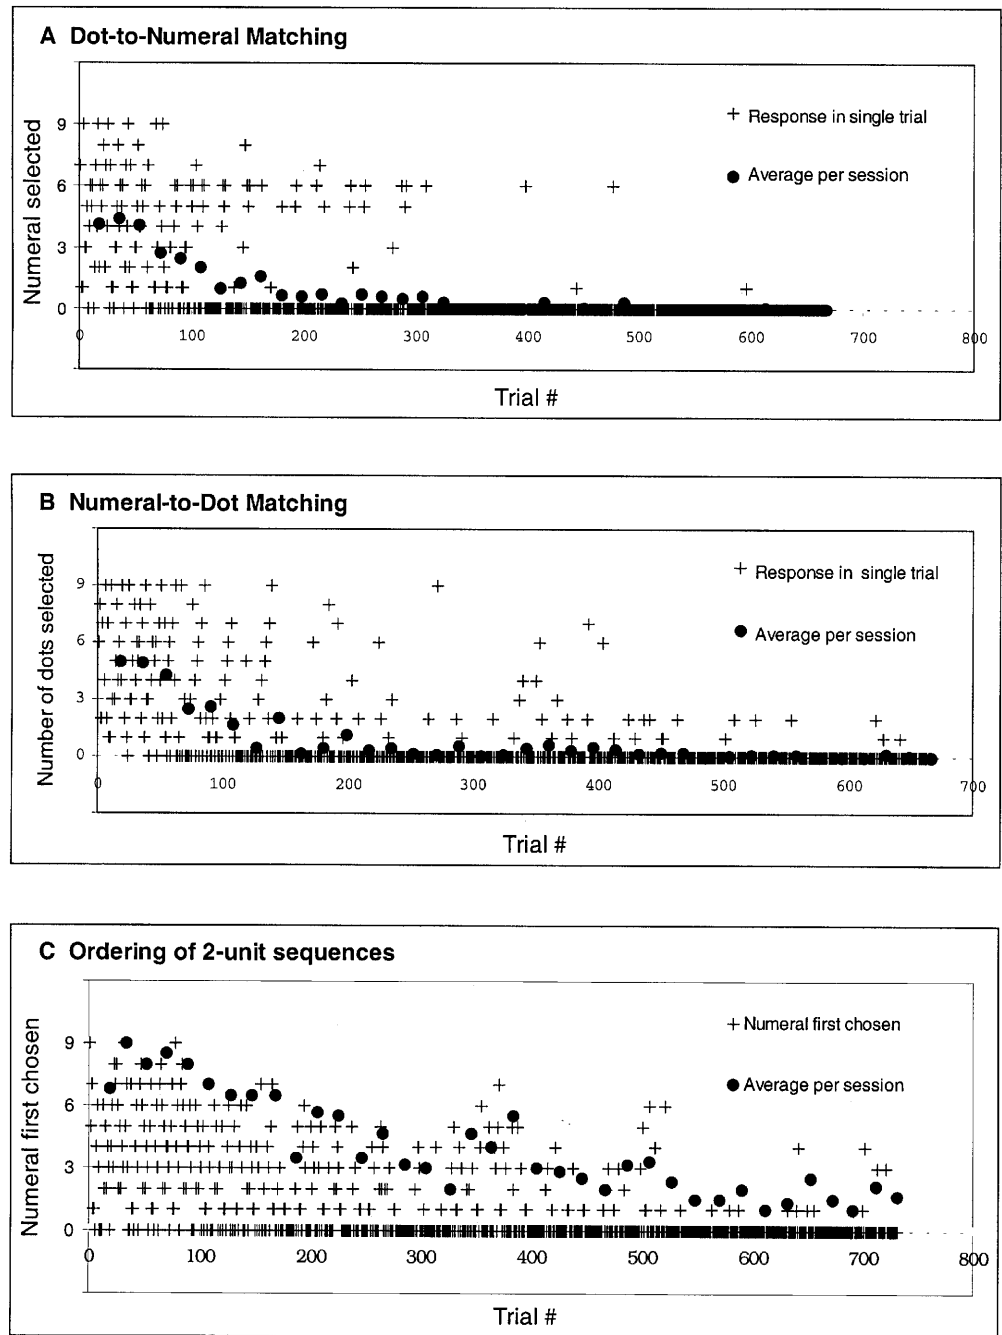 A Dot-to-Numeral Matching
Numeral selected
9
6
3
0
+ Response in single trial
● Average per session
0 100 200 300 400 500 600 700 800
Trial #
B Numeral-to-Dot Matching
Number of dots selected
9
6
3
0
+ Response in single trial
● Average per session
0 100 200 300 400 500 600 700
Trial #
C Ordering of 2-unit sequences
Numeral first chosen
9
6
3
0
+ Numeral first chosen
● Average per session
0 100 200 300 400 500 600 700 800
Trial #